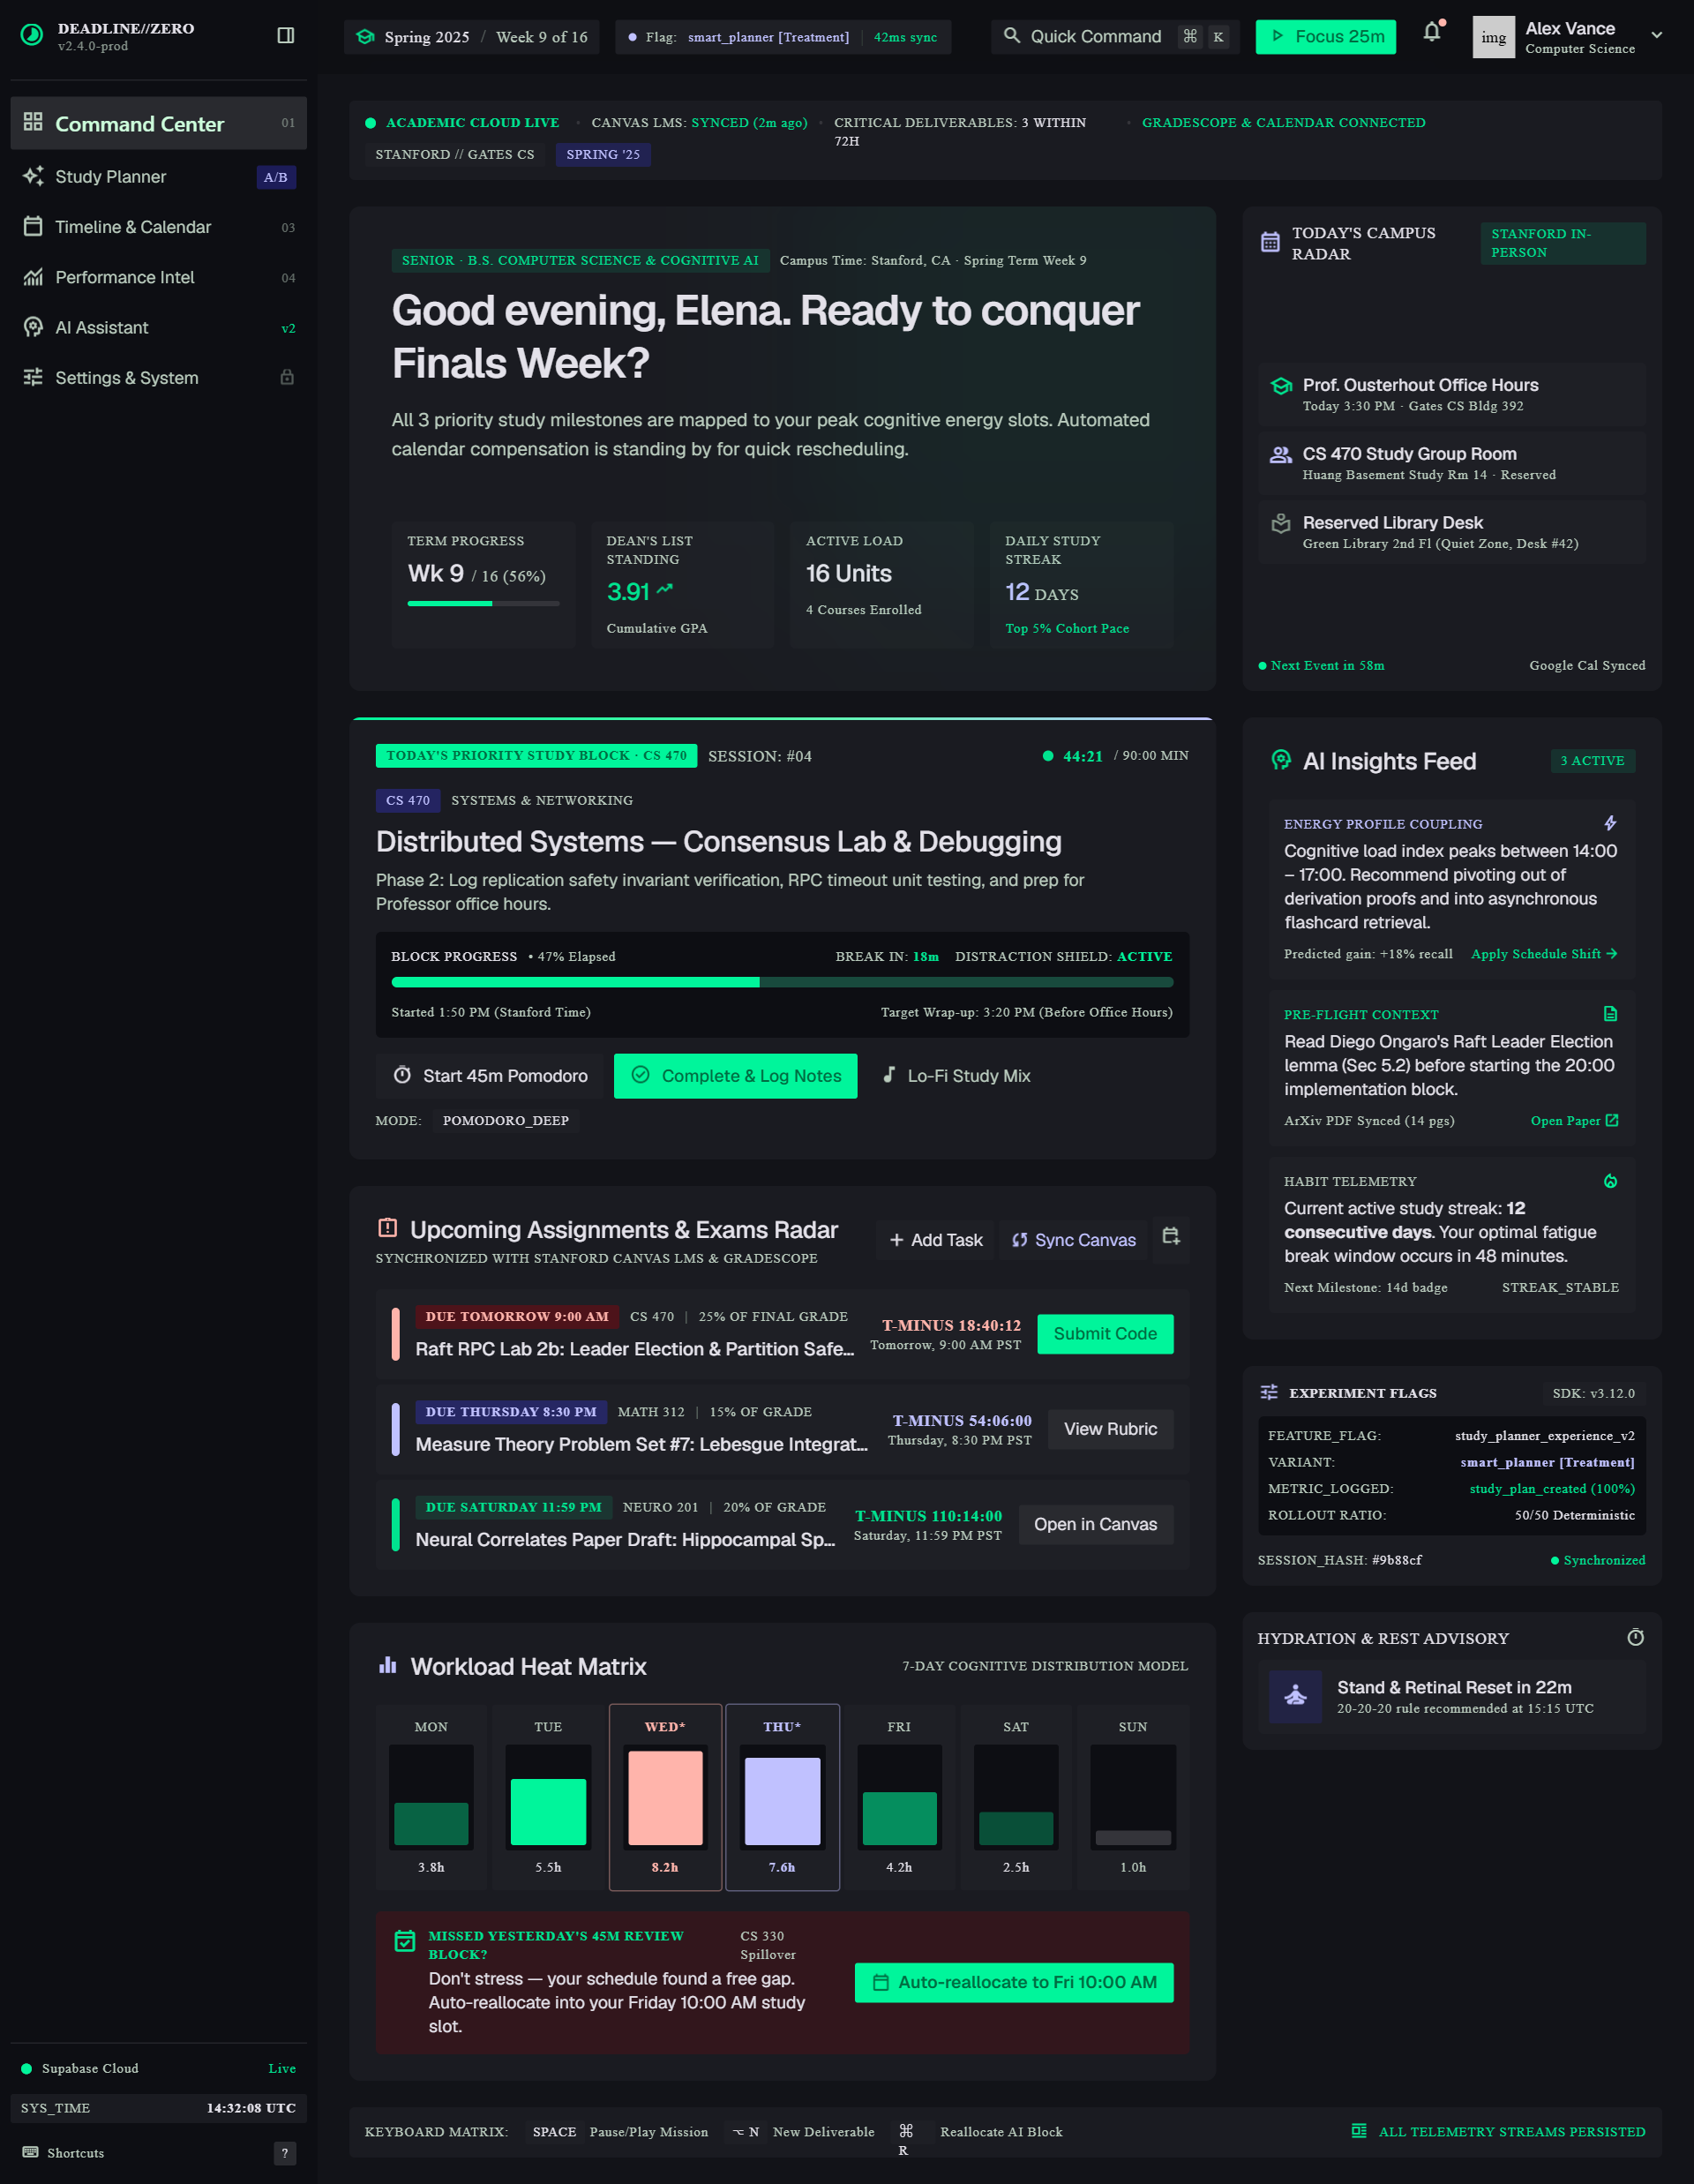 DEADLINE//ZERO
v2.4.0-prod
Spring 2025 / Week 9 of 16
Flag: smart_planner [Treatment] 42ms sync
Quick Command ⌘ K
Focus 25m
img
Alex Vance
Computer Science
Command Center 01
Study Planner A/B
Timeline & Calendar 03
Performance Intel 04
AI Assistant v2
Settings & System
ACADEMIC CLOUD LIVE • CANVAS LMS: SYNCED (2m ago) • CRITICAL DELIVERABLES: 3 WITHIN
72H
• GRADESCOPE & CALENDAR CONNECTED
STANFORD // GATES CS SPRING '25
SENIOR · B.S. COMPUTER SCIENCE & COGNITIVE AI Campus Time: Stanford, CA · Spring Term Week 9
Good evening, Elena. Ready to conquer
Finals Week?
All 3 priority study milestones are mapped to your peak cognitive energy slots. Automated
calendar compensation is standing by for quick rescheduling.
TERM PROGRESS
Wk 9 / 16 (56%)
DEAN'S LIST
STANDING
3.91
Cumulative GPA
ACTIVE LOAD
16 Units
4 Courses Enrolled
DAILY STUDY
STREAK
12 DAYS
Top 5% Cohort Pace
TODAY'S CAMPUS
RADAR
STANFORD IN-
PERSON
Prof. Ousterhout Office Hours
Today 3:30 PM · Gates CS Bldg 392
CS 470 Study Group Room
Huang Basement Study Rm 14 · Reserved
Reserved Library Desk
Green Library 2nd Fl (Quiet Zone, Desk #42)
Next Event in 58m Google Cal Synced
TODAY'S PRIORITY STUDY BLOCK · CS 470 SESSION: #04 44:21 / 90:00 MIN
CS 470 SYSTEMS & NETWORKING
Distributed Systems — Consensus Lab & Debugging
Phase 2: Log replication safety invariant verification, RPC timeout unit testing, and prep for
Professor office hours.
BLOCK PROGRESS • 47% Elapsed BREAK IN: 18m DISTRACTION SHIELD: ACTIVE
Started 1:50 PM (Stanford Time) Target Wrap-up: 3:20 PM (Before Office Hours)
Start 45m Pomodoro Complete & Log Notes Lo-Fi Study Mix
MODE: POMODORO_DEEP
AI Insights Feed 3 ACTIVE
ENERGY PROFILE COUPLING
Cognitive load index peaks between 14:00
– 17:00. Recommend pivoting out of
derivation proofs and into asynchronous
flashcard retrieval.
Predicted gain: +18% recall Apply Schedule Shift →
PRE-FLIGHT CONTEXT
Read Diego Ongaro's Raft Leader Election
lemma (Sec 5.2) before starting the 20:00
implementation block.
ArXiv PDF Synced (14 pgs) Open Paper
HABIT TELEMETRY
Current active study streak: 12
consecutive days. Your optimal fatigue
break window occurs in 48 minutes.
Next Milestone: 14d badge STREAK_STABLE
Upcoming Assignments & Exams Radar
SYNCHRONIZED WITH STANFORD CANVAS LMS & GRADESCOPE
+ Add Task Sync Canvas
DUE TOMORROW 9:00 AM CS 470 | 25% OF FINAL GRADE
Raft RPC Lab 2b: Leader Election & Partition Safe...
T-MINUS 18:40:12
Tomorrow, 9:00 AM PST
Submit Code
DUE THURSDAY 8:30 PM MATH 312 | 15% OF GRADE
Measure Theory Problem Set #7: Lebesgue Integrat...
T-MINUS 54:06:00
Thursday, 8:30 PM PST
View Rubric
DUE SATURDAY 11:59 PM NEURO 201 | 20% OF GRADE
Neural Correlates Paper Draft: Hippocampal Sp...
T-MINUS 110:14:00
Saturday, 11:59 PM PST
Open in Canvas
EXPERIMENT FLAGS SDK: v3.12.0
FEATURE_FLAG: study_planner_experience_v2
VARIANT: smart_planner [Treatment]
METRIC_LOGGED: study_plan_created (100%)
ROLLOUT RATIO: 50/50 Deterministic
SESSION_HASH: #9b88cf Synchronized
HYDRATION & REST ADVISORY
Stand & Retinal Reset in 22m
20-20-20 rule recommended at 15:15 UTC
Workload Heat Matrix 7-DAY COGNITIVE DISTRIBUTION MODEL
MON TUE WED* THU* FRI SAT SUN
3.8h 5.5h 8.2h 7.6h 4.2h 2.5h 1.0h
MISSED YESTERDAY'S 45M REVIEW
BLOCK?
CS 330
Spillover
Don't stress — your schedule found a free gap.
Auto-reallocate into your Friday 10:00 AM study
slot.
Auto-reallocate to Fri 10:00 AM
Supabase Cloud Live
SYS_TIME 14:32:08 UTC
Shortcuts ?
KEYBOARD MATRIX: SPACE Pause/Play Mission ⌥ N New Deliverable ⌘
R
Reallocate AI Block
ALL TELEMETRY STREAMS PERSISTED